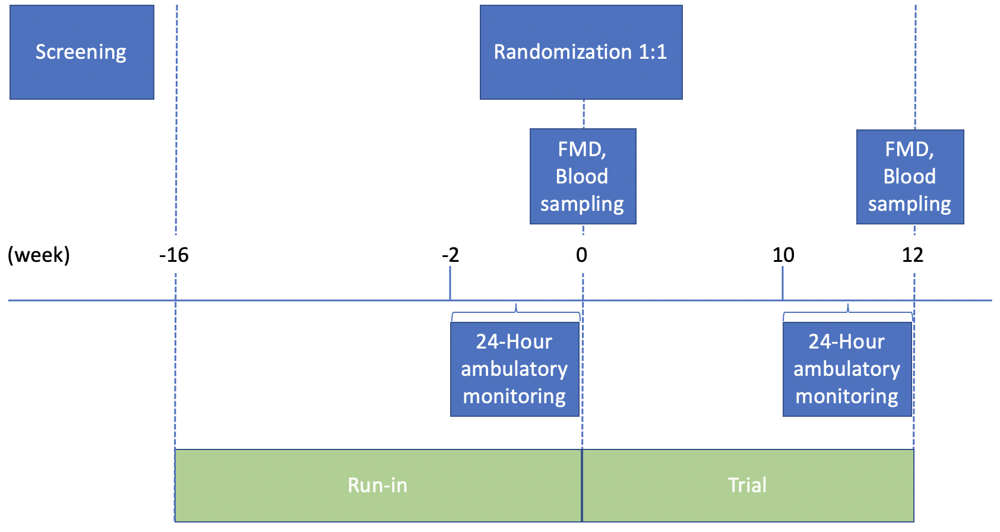 Screening
Randomization 1:1
FMD,
Blood
sampling
FMD,
Blood
sampling
(week)
-16
-2
0
10
12
24-Hour
ambulatory
monitoring
24-Hour
ambulatory
monitoring
Run-in
Trial